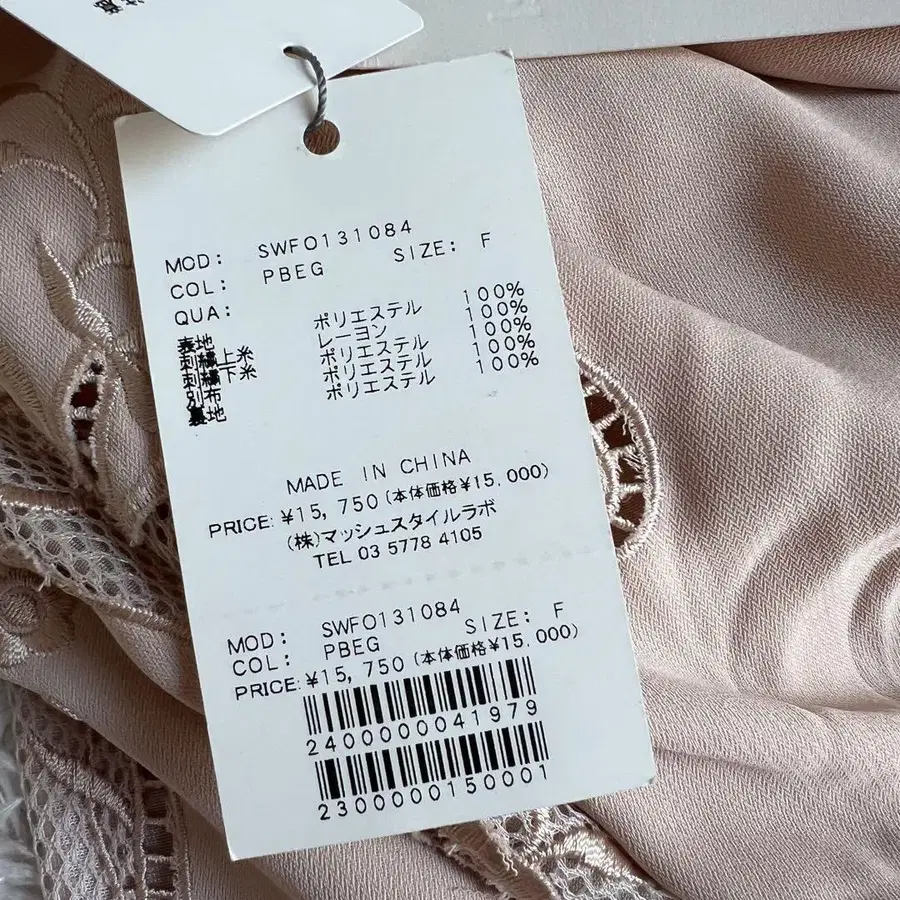 MOD: SWFO131084
COL: PBEG SIZE: F
QUA:
表地 ポリエステル 100%
刺繍上糸 レーヨン 100%
刺繍下糸 ポリエステル 100%
別布 ポリエステル 100%
裏地 ポリエステル 100%
MADE IN CHINA
PRICE: ¥15,750 (本体価格¥15,000)
(株)マッシュスタイルラボ
TEL 03 5778 4105
MOD: SWFO131084
COL: PBEG SIZE: F
PRICE: ¥15,750 (本体価格¥15,000)
2400000041979
2300000150001